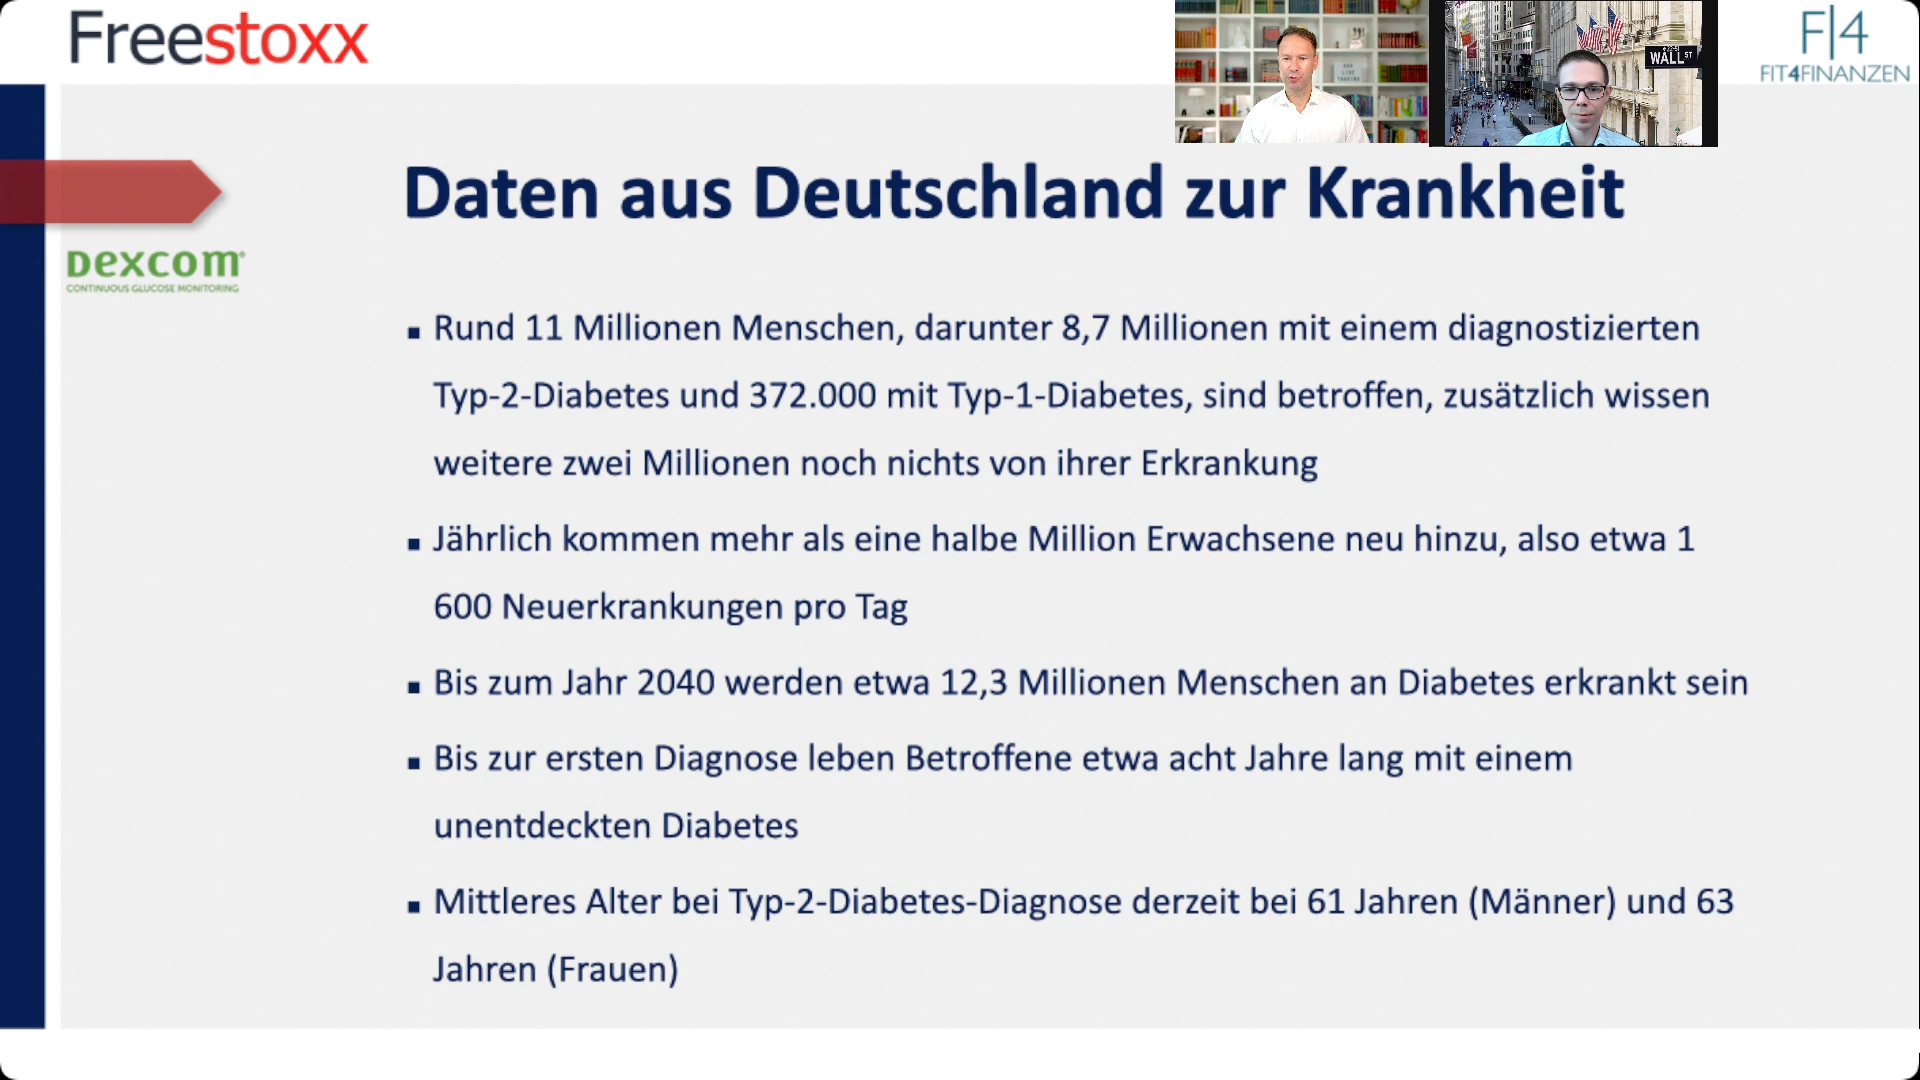 Freestoxx
WALL ST
F|4
FIT4FINANZEN
Daten aus Deutschland zur Krankheit
Dexcom
CONTINUOUS GLUCOSE MONITORING
▪ Rund 11 Millionen Menschen, darunter 8,7 Millionen mit einem diagnostizierten
Typ-2-Diabetes und 372.000 mit Typ-1-Diabetes, sind betroffen, zusätzlich wissen
weitere zwei Millionen noch nichts von ihrer Erkrankung
▪ Jährlich kommen mehr als eine halbe Million Erwachsene neu hinzu, also etwa 1
600 Neuerkrankungen pro Tag
▪ Bis zum Jahr 2040 werden etwa 12,3 Millionen Menschen an Diabetes erkrankt sein
▪ Bis zur ersten Diagnose leben Betroffene etwa acht Jahre lang mit einem
unentdeckten Diabetes
▪ Mittleres Alter bei Typ-2-Diabetes-Diagnose derzeit bei 61 Jahren (Männer) und 63
Jahren (Frauen)